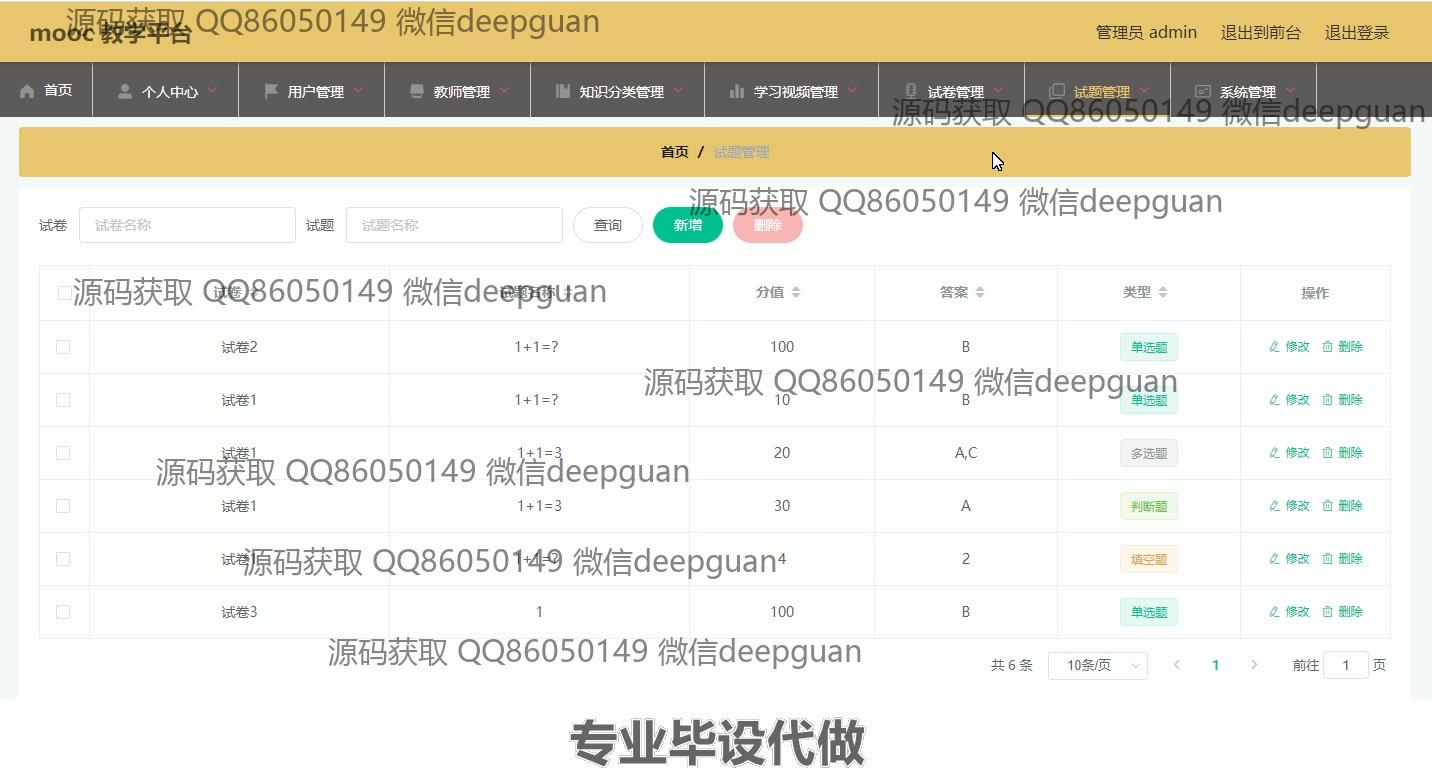 源码获取 QQ86050149 微信deepguan
mooc 教学平台
管理员 admin 退出到前台 退出登录
首页 个人中心 用户管理 教师管理 知识分类管理 学习视频管理 试卷管理 试题管理 系统管理
源码获取 QQ86050149 微信deepguan
首页 / 试题管理
源码获取 QQ86050149 微信deepguan
试卷 试卷名称 试题 试题名称 查询 新增 删除
源码获取 QQ86050149 微信deepguan
试卷 试题名称 分值 答案 类型 操作
试卷2 1+1=? 100 B 单选题 修改 删除
源码获取 QQ86050149 微信deepguan
试卷1 1+1=? 10 B 单选题 修改 删除
试卷1 1+1=3 20 A,C 多选题 修改 删除
源码获取 QQ86050149 微信deepguan
试卷1 1+1=3 30 A 判断题 修改 删除
试卷1 1+1=? 4 2 填空题 修改 删除
源码获取 QQ86050149 微信deepguan
试卷3 1 100 B 单选题 修改 删除
源码获取 QQ86050149 微信deepguan
共 6 条 10条/页 1 前往 1 页
专业毕设代做